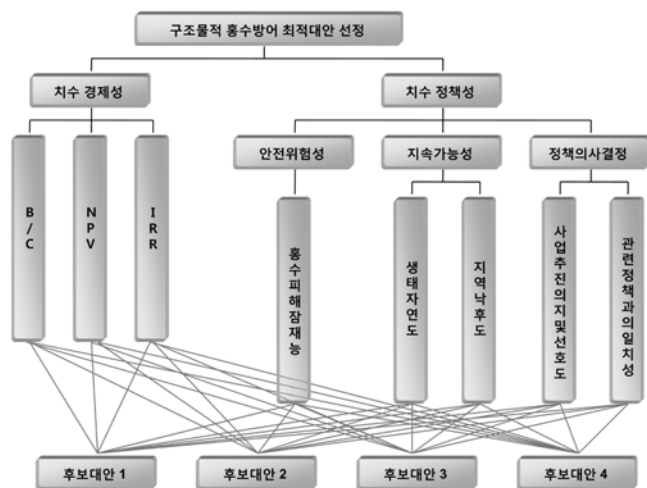 구조물적 홍수방어 최적대안 선정
치수 경제성
치수 정책성
안전위험성
지속가능성
정책의사결정
B/C
NPV
IRR
홍수피해잠재능
생태자연도
지역낙후도
사업추진의지및선호도
관련정책과의일치성
후보대안 1
후보대안 2
후보대안 3
후보대안 4